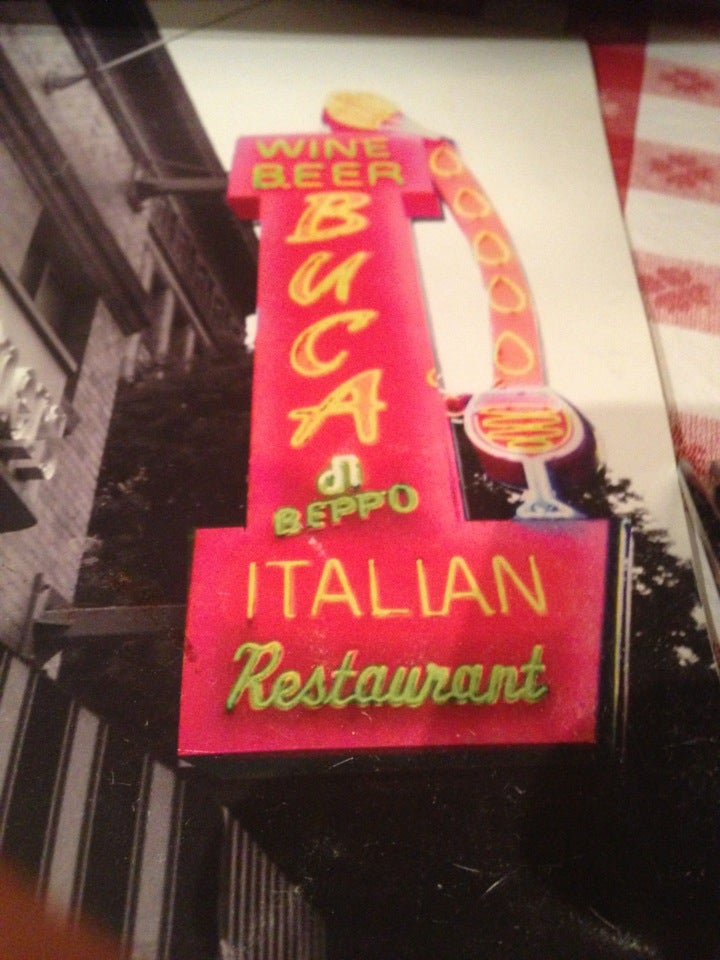 WINE
BEER
BUCA
di
BEPPO
ITALIAN
Restaurant